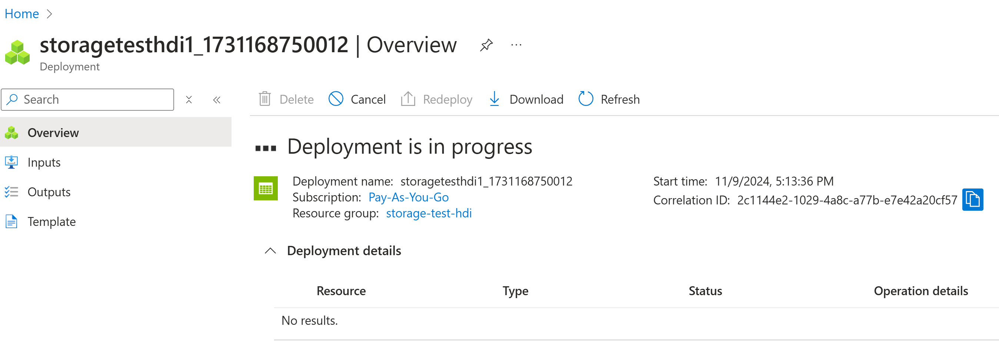 Home
storagetesthdi1_1731168750012 | Overview
Deployment
Search
Delete Cancel Redeploy Download Refresh
Overview
Inputs
Outputs
Template
Deployment is in progress
Deployment name: storagetesthdi1_1731168750012
Subscription: Pay-As-You-Go
Resource group: storage-test-hdi
Start time: 11/9/2024, 5:13:36 PM
Correlation ID: 2c1144e2-1029-4a8c-a77b-e7e42a20cf57
Deployment details
Resource Type Status Operation details
No results.